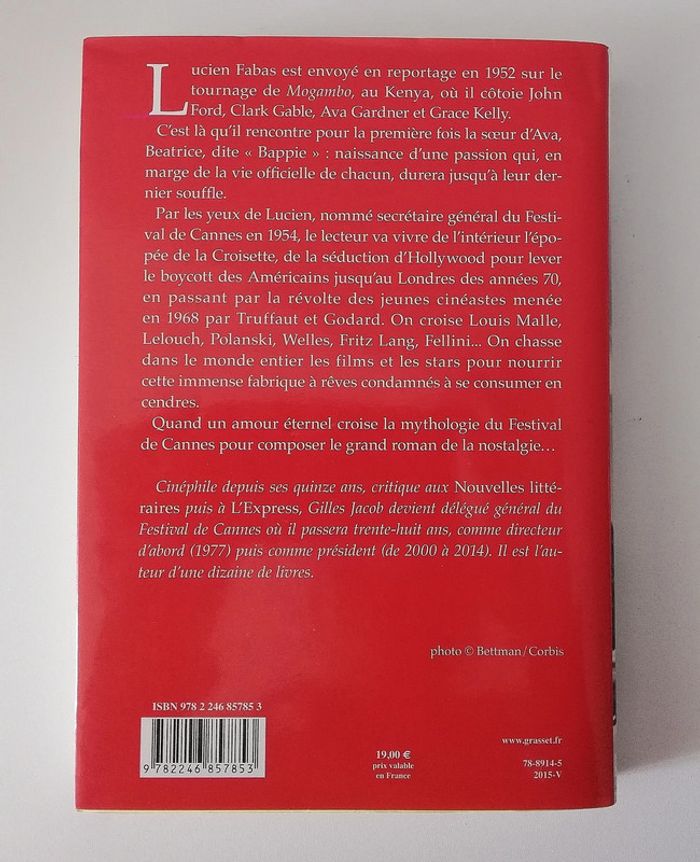 Lucien Fabas est envoyé en reportage en 1952 sur le
tournage de Mogambo, au Kenya, où il côtoie John
Ford, Clark Gable, Ava Gardner et Grace Kelly.
C'est là qu'il rencontre pour la première fois la sœur d'Ava,
Beatrice, dite « Bappie » : naissance d'une passion qui, en
marge de la vie officielle de chacun, durera jusqu'à leur der-
nier souffle.
Par les yeux de Lucien, nommé secrétaire général du Festi-
val de Cannes en 1954, le lecteur va vivre de l'intérieur l'épo-
pée de la Croisette, de la séduction d'Hollywood pour lever
le boycott des Américains jusqu'au Londres des années 70,
en passant par la révolte des jeunes cinéastes menée
en 1968 par Truffaut et Godard. On croise Louis Malle,
Lelouch, Polanski, Welles, Fritz Lang, Fellini... On chasse
dans le monde entier les films et les stars pour nourrir
cette immense fabrique à rêves condamnés à se consumer en
cendres.
Quand un amour éternel croise la mythologie du Festival
de Cannes pour composer le grand roman de la nostalgie…
Cinéphile depuis ses quinze ans, critique aux Nouvelles litté-
raires puis à L'Express, Gilles Jacob devient délégué général du
Festival de Cannes où il passera trente-huit ans, comme directeur
d'abord (1977) puis comme président (de 2000 à 2014). Il est l'au-
teur d'une dizaine de livres.
photo © Bettman/Corbis
ISBN 978 2 246 85785 3
9 782246 857853
19,00 €
prix valable
en France
www.grasset.fr
78-8914-5
2015-V